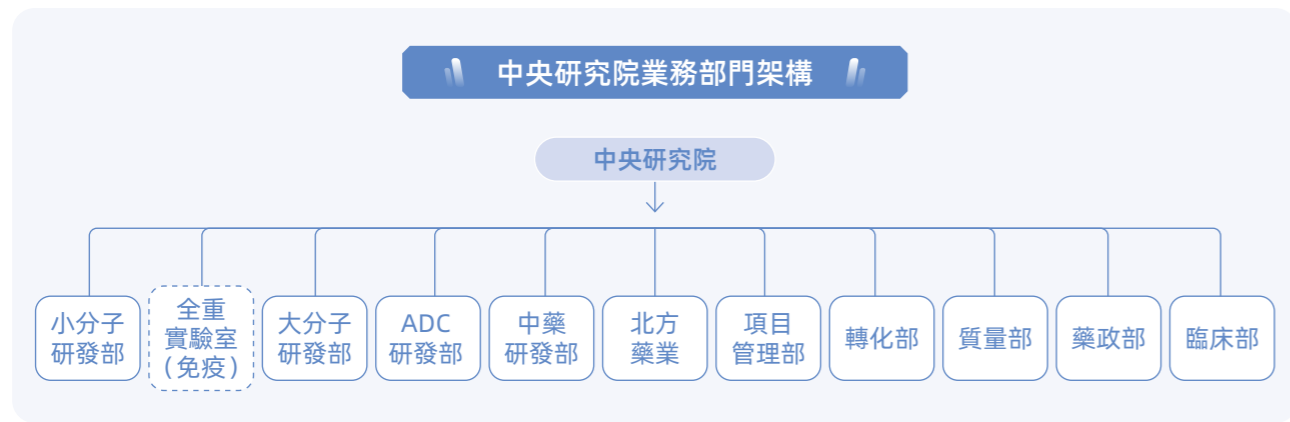 中央研究院業務部門架構
中央研究院
小分子
研發部
全重
實驗室
(免疫)
大分子
研發部
ADC
研發部
中藥
研發部
北方
藥業
項目
管理部
轉化部
質量部
藥政部
臨床部